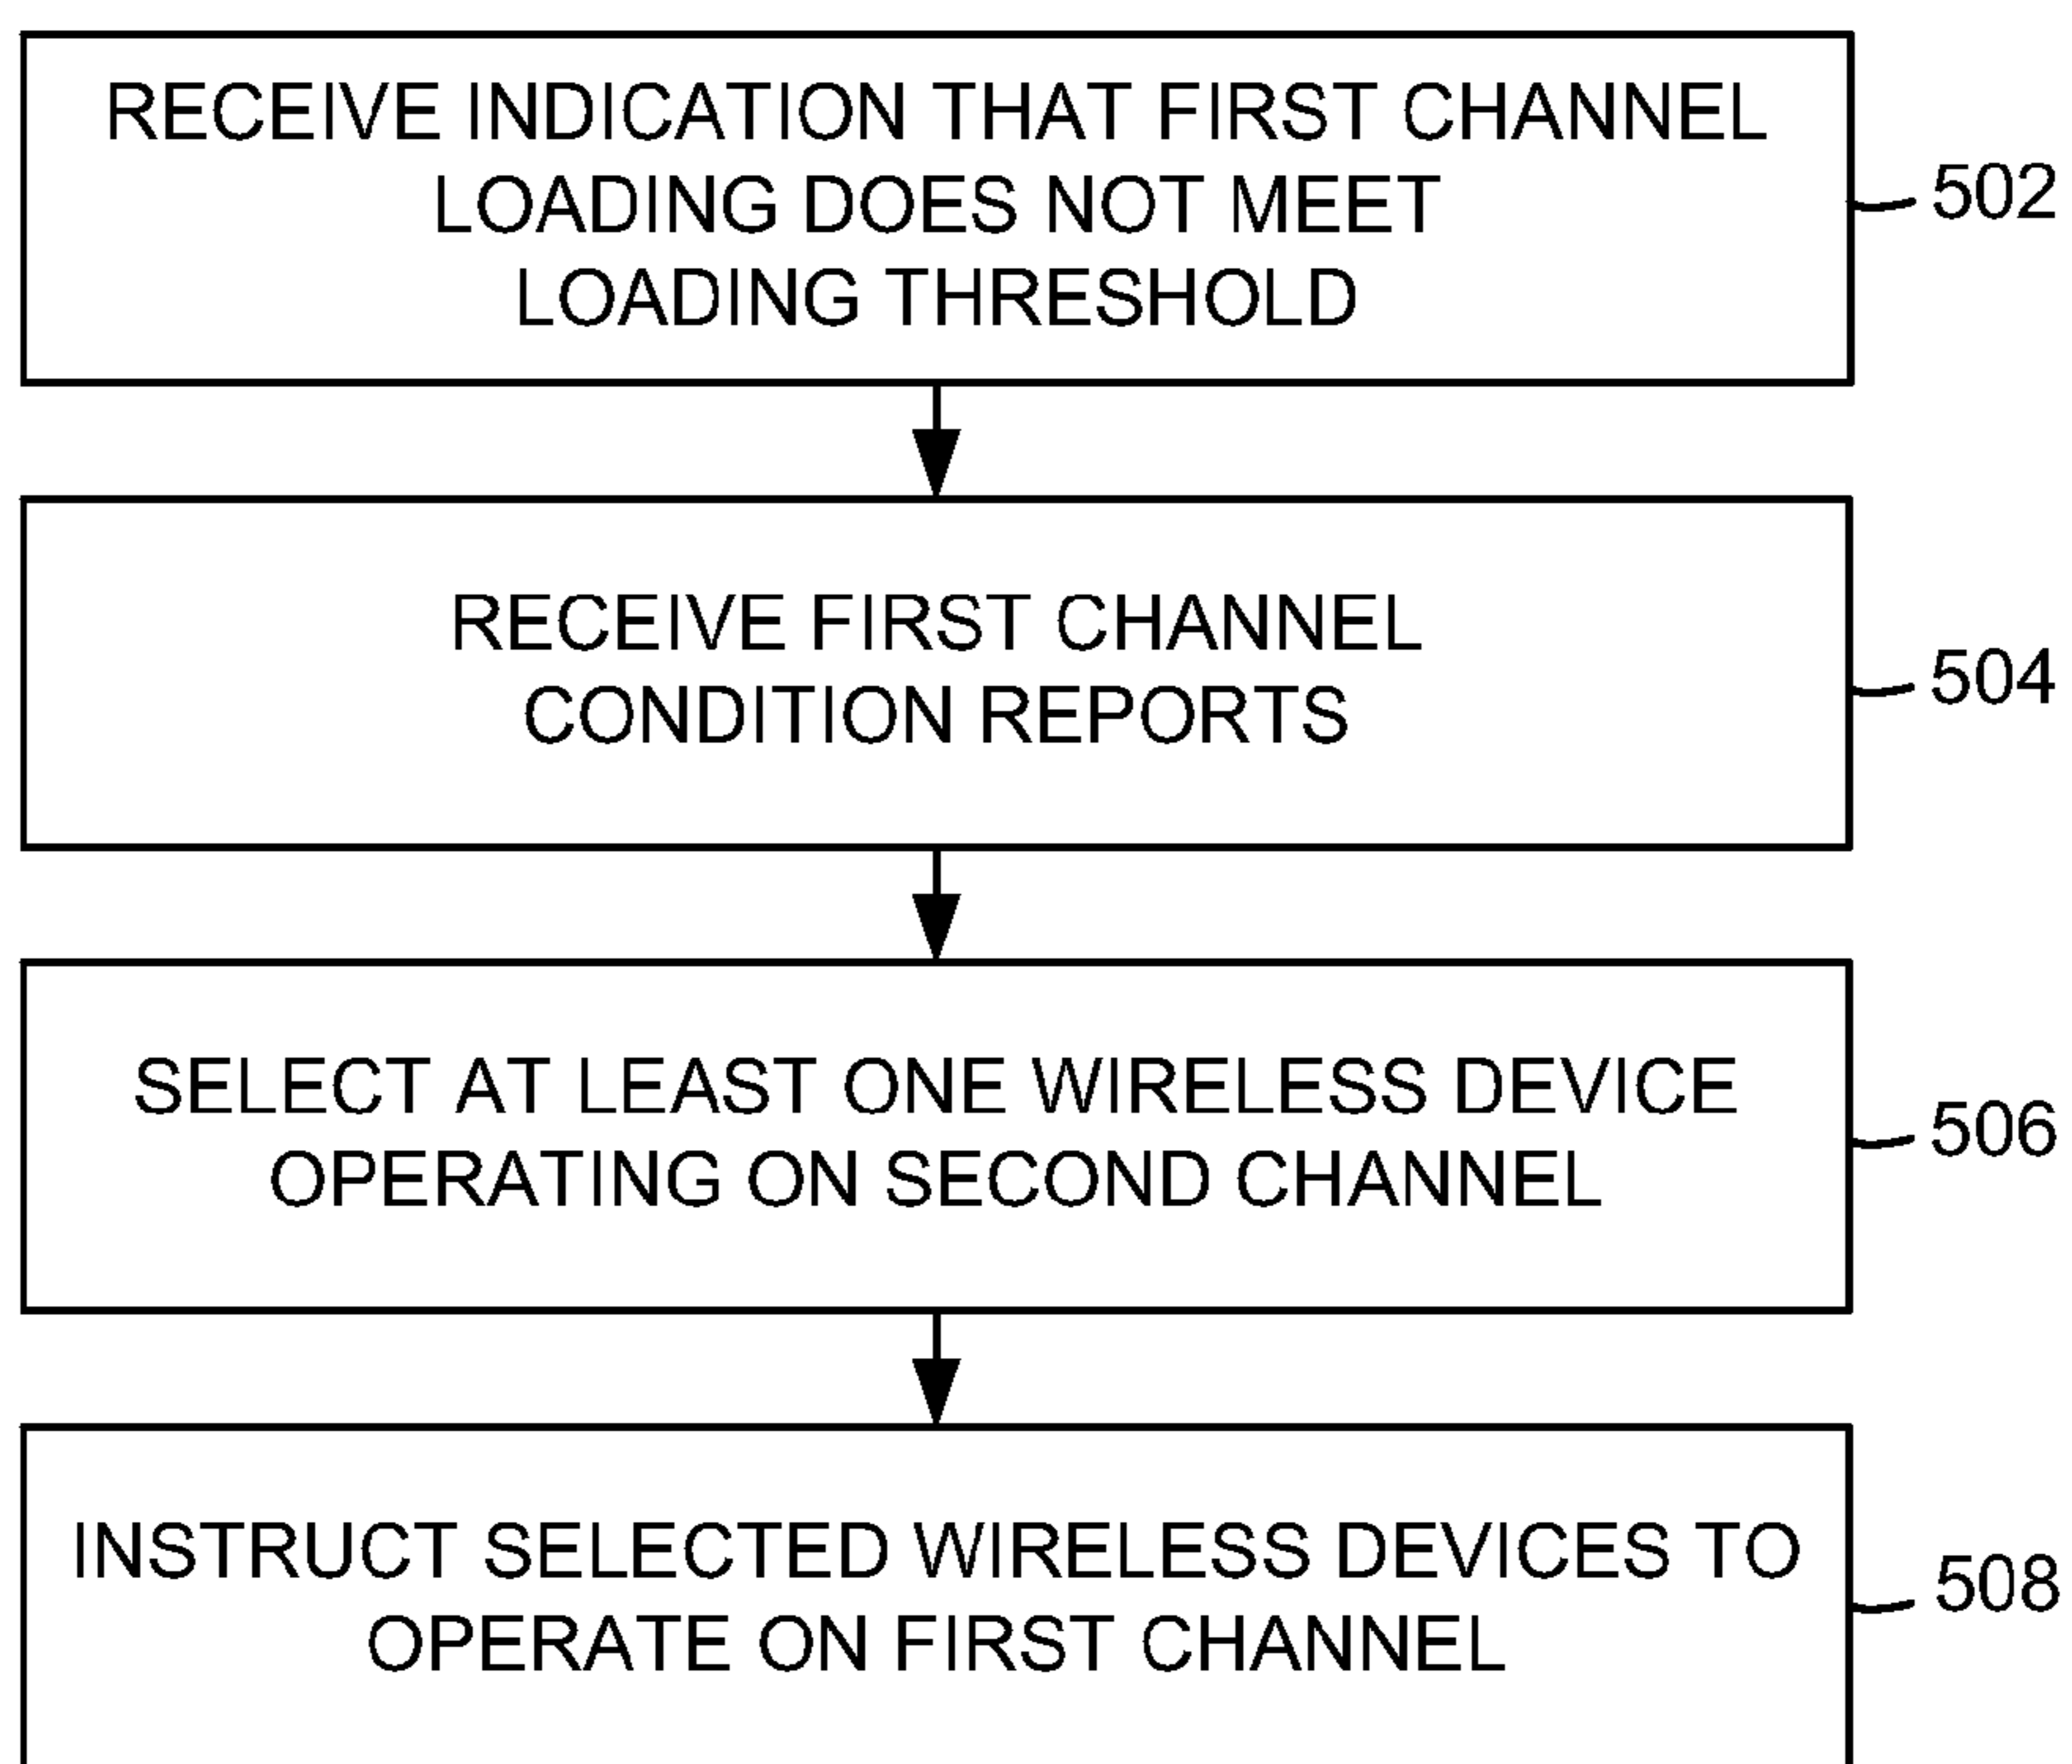 RECEIVE INDICATION THAT FIRST CHANNEL
LOADING DOES NOT MEET
LOADING THRESHOLD
502
RECEIVE FIRST CHANNEL
CONDITION REPORTS
504
SELECT AT LEAST ONE WIRELESS DEVICE
OPERATING ON SECOND CHANNEL
506
INSTRUCT SELECTED WIRELESS DEVICES TO
OPERATE ON FIRST CHANNEL
508